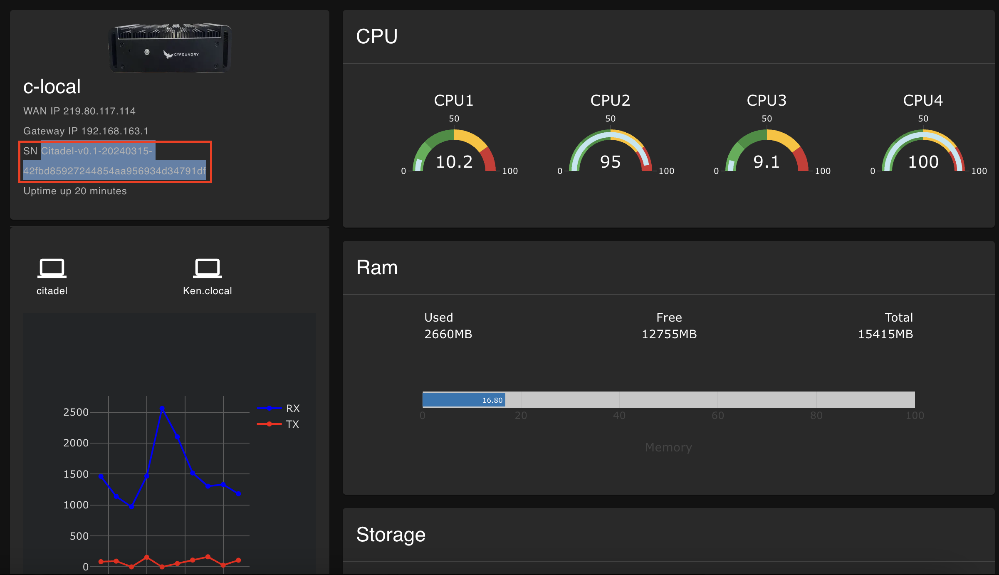 CYFOUNDRY
c-local
WAN IP 219.80.117.114
Gateway IP 192.168.163.1
SN Citadel-v0.1-20240315-
42fbd85927244854aa956934d34791df
Uptime up 20 minutes
citadel
Ken.clocal
2500
2000
1500
1000
500
0
RX
TX
CPU
CPU1
50
0
10.2
100
CPU2
50
0
95
100
CPU3
50
0
9.1
100
CPU4
50
0
100
100
Ram
Used
2660MB
Free
12755MB
Total
15415MB
16.80
0 20 40 60 80 100
Memory
Storage